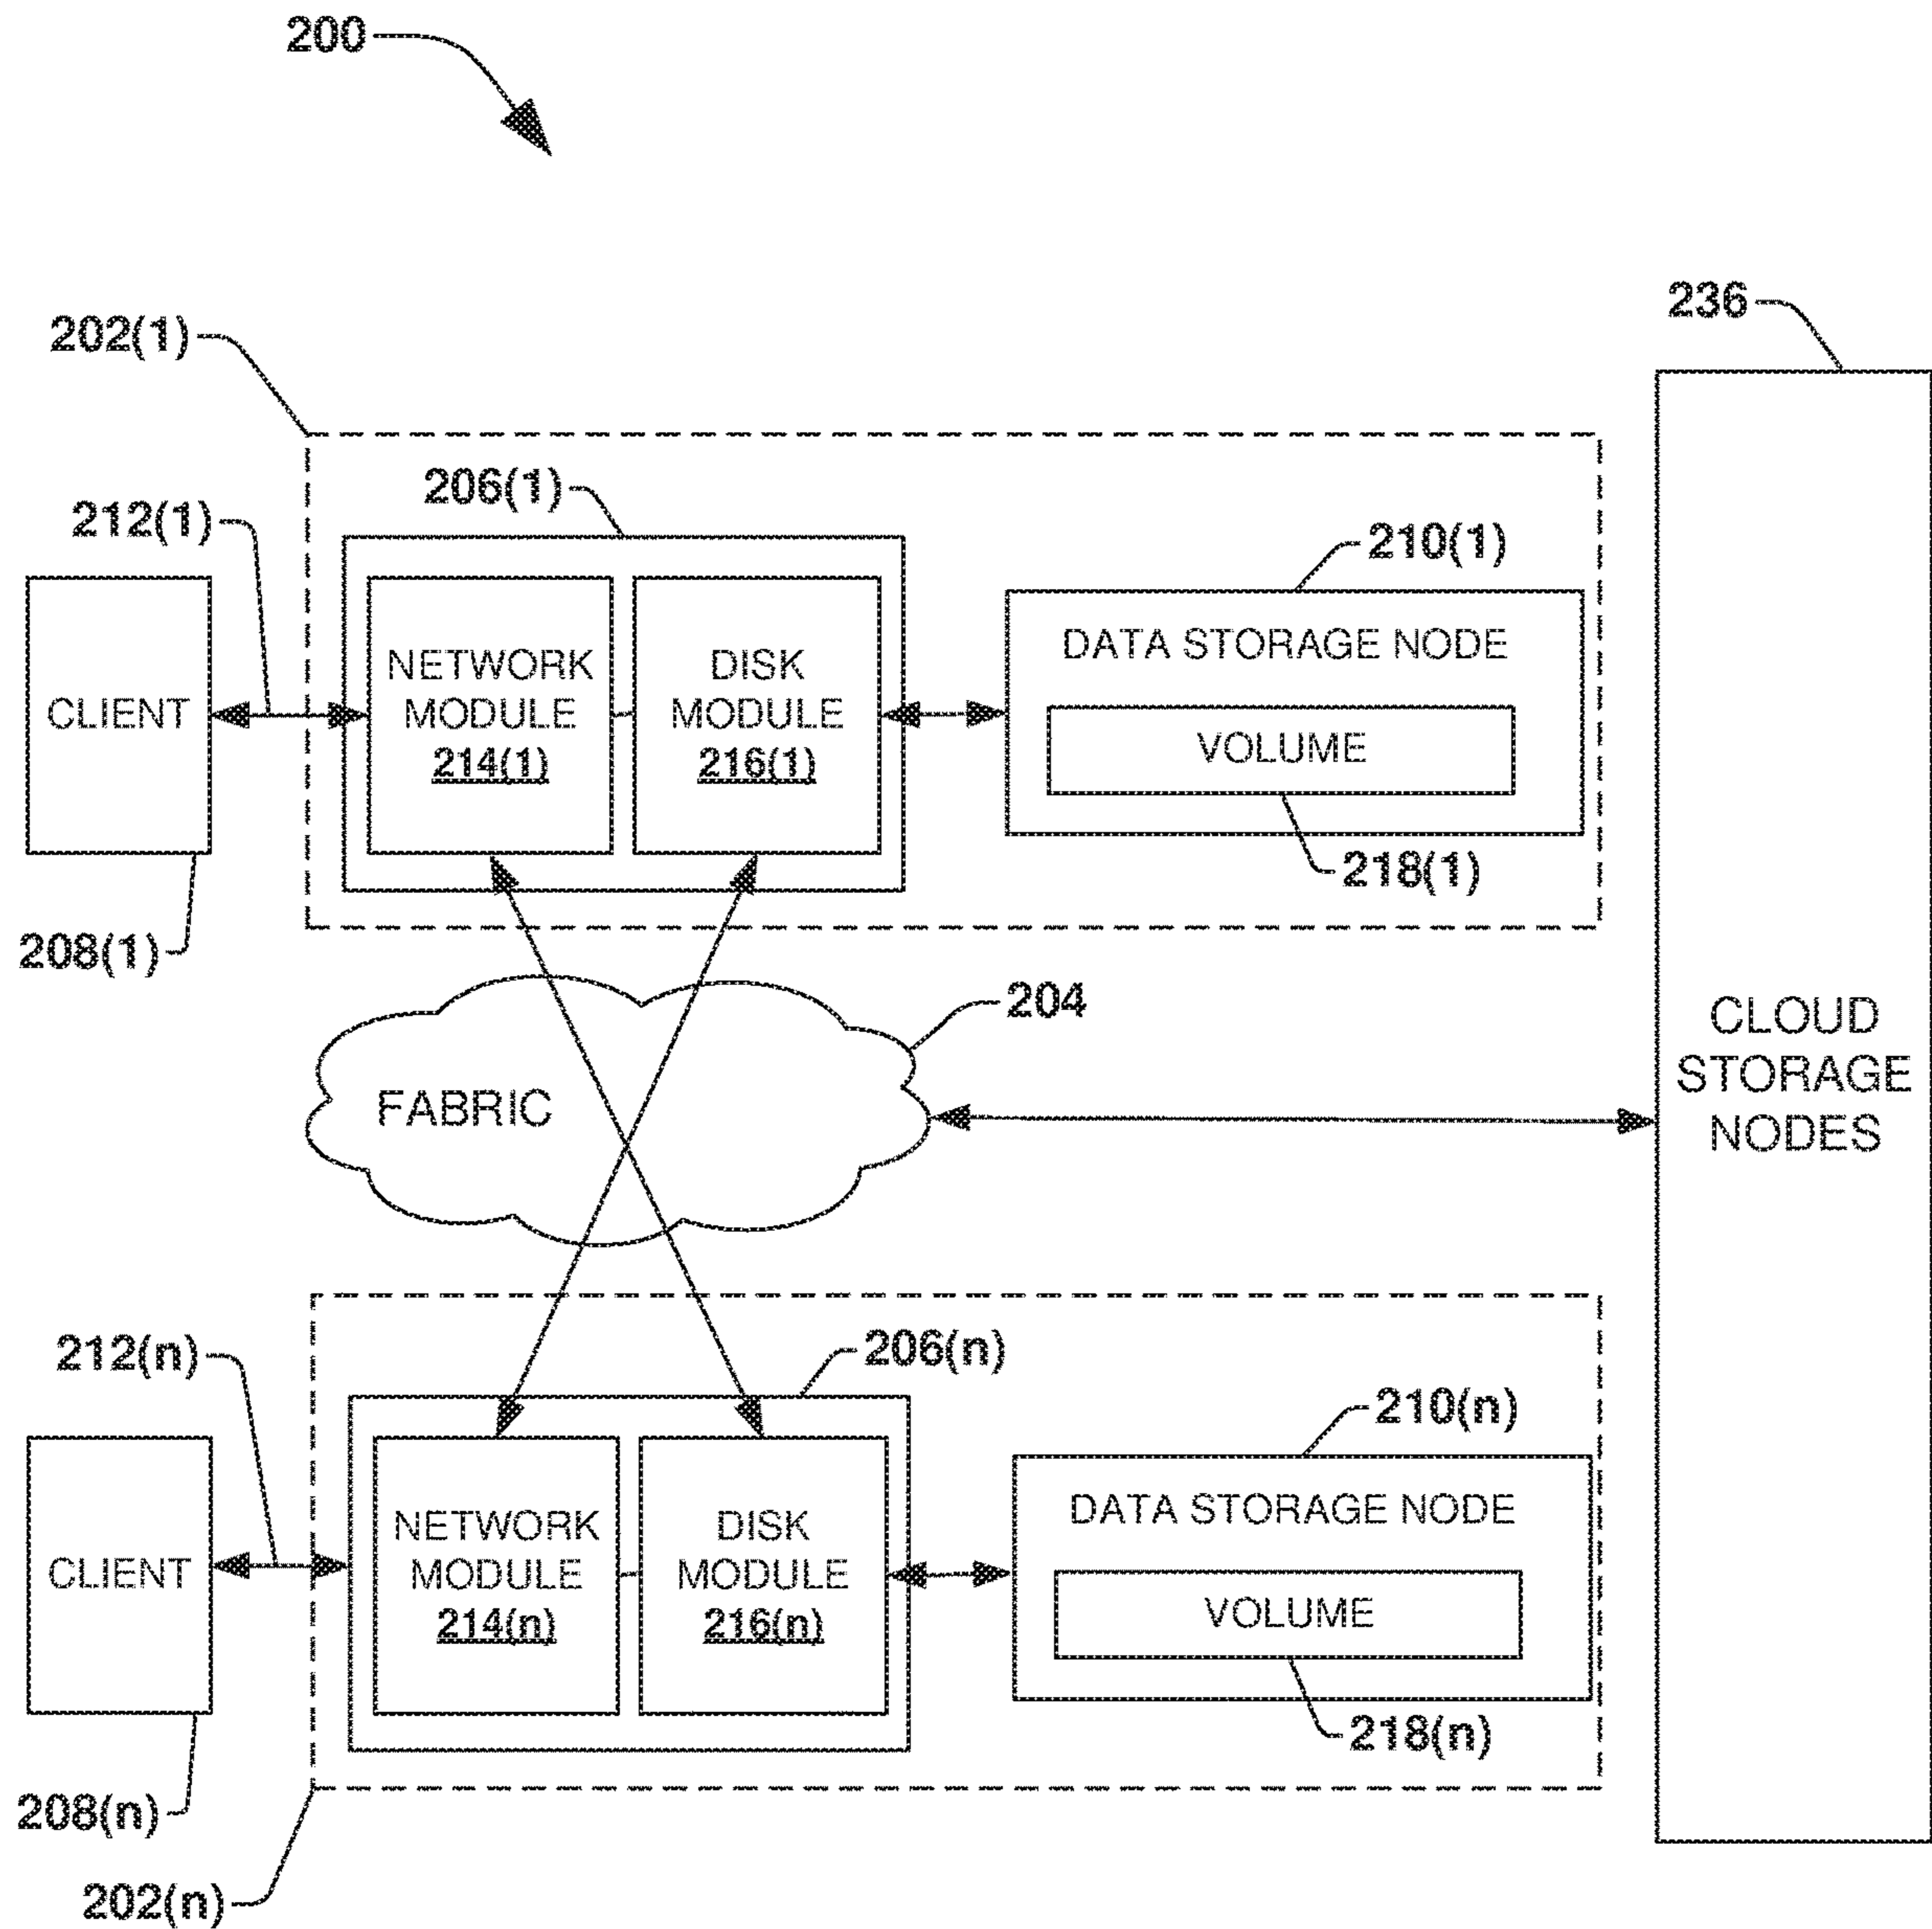 200
236
202(1)
206(1)
212(1)
210(1)
CLIENT
NETWORK
MODULE
214(1)
DISK
MODULE
216(1)
DATA STORAGE NODE
VOLUME
218(1)
208(1)
204
FABRIC
CLOUD
STORAGE
NODES
212(n)
206(n)
210(n)
CLIENT
NETWORK
MODULE
214(n)
DISK
MODULE
216(n)
DATA STORAGE NODE
VOLUME
218(n)
208(n)
202(n)